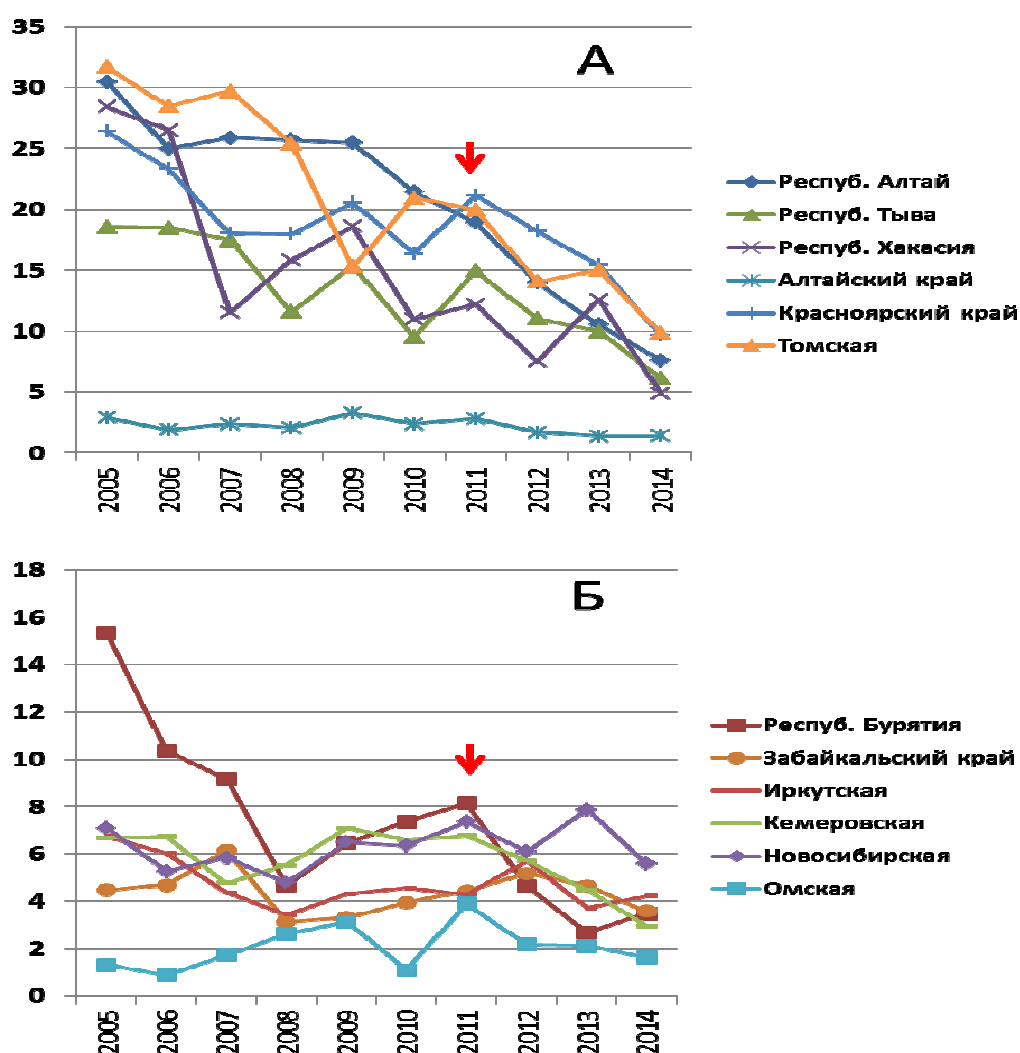 А
35
30
25
20
15
10
5
0
2005
2006
2007
2008
2009
2010
2011
2012
2013
2014
Респуб. Алтай
Респуб. Тыва
Респуб. Хакасия
Алтайский край
Красноярский край
Томская
Б
18
16
14
12
10
8
6
4
2
0
2005
2006
2007
2008
2009
2010
2011
2012
2013
2014
Респуб. Бурятия
Забайкальский край
Иркутская
Кемеровская
Новосибирская
Омская